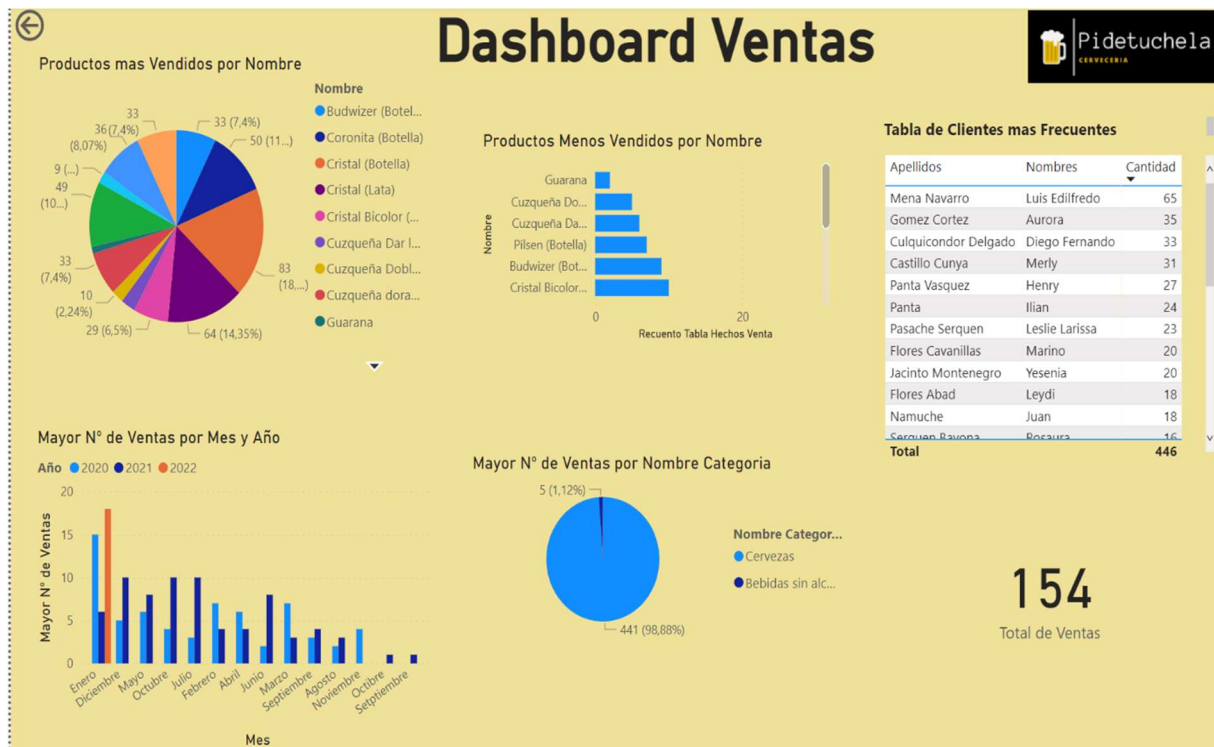 Dashboard Ventas
Pidetuchela
CERVECERIA
Productos mas Vendidos por Nombre
33
36 (7,4%)
(8,07%)
9 (...)
49
(10...)
33
(7,4%)
10
(2,24%)
29 (6,5%)
64 (14,35%)
83
(18,...)
50 (11...)
33 (7,4%)
Nombre
Budwizer (Botel...
Coronita (Botella)
Cristal (Botella)
Cristal (Lata)
Cristal Bicolor (...
Cuzqueña Dar l...
Cuzqueña Dobl...
Cuzqueña dora...
Guarana
Productos Menos Vendidos por Nombre
Nombre
Guarana
Cuzqueña Do...
Cuzqueña Da...
Pilsen (Botella)
Budwizer (Bot...
Cristal Bicolor...
0 20
Recuento Tabla Hechos Venta
Tabla de Clientes mas Frecuentes
Apellidos Nombres Cantidad
Mena Navarro Luis Edilfredo 65
Gomez Cortez Aurora 35
Culquicondor Delgado Diego Fernando 33
Castillo Cunya Merly 31
Panta Vasquez Henry 27
Panta Ilian 24
Pasache Serquen Leslie Larissa 23
Flores Cavanillas Marino 20
Jacinto Montenegro Yesenia 20
Flores Abad Leydi 18
Namuche Juan 18
Serquen Bayona Rosaura 16
Total 446
Mayor N° de Ventas por Mes y Año
Año 2020 2021 2022
Mayor N° de Ventas
20
15
10
5
0
Enero
Diciembre
Mayo
Octubre
Julio
Febrero
Abril
Junio
Marzo
Septiembre
Agosto
Noviembre
Octibre
Setptiembre
Mes
Mayor N° de Ventas por Nombre Categoria
5 (1,12%)
441 (98,88%)
Nombre Categor...
Cervezas
Bebidas sin alc...
154
Total de Ventas